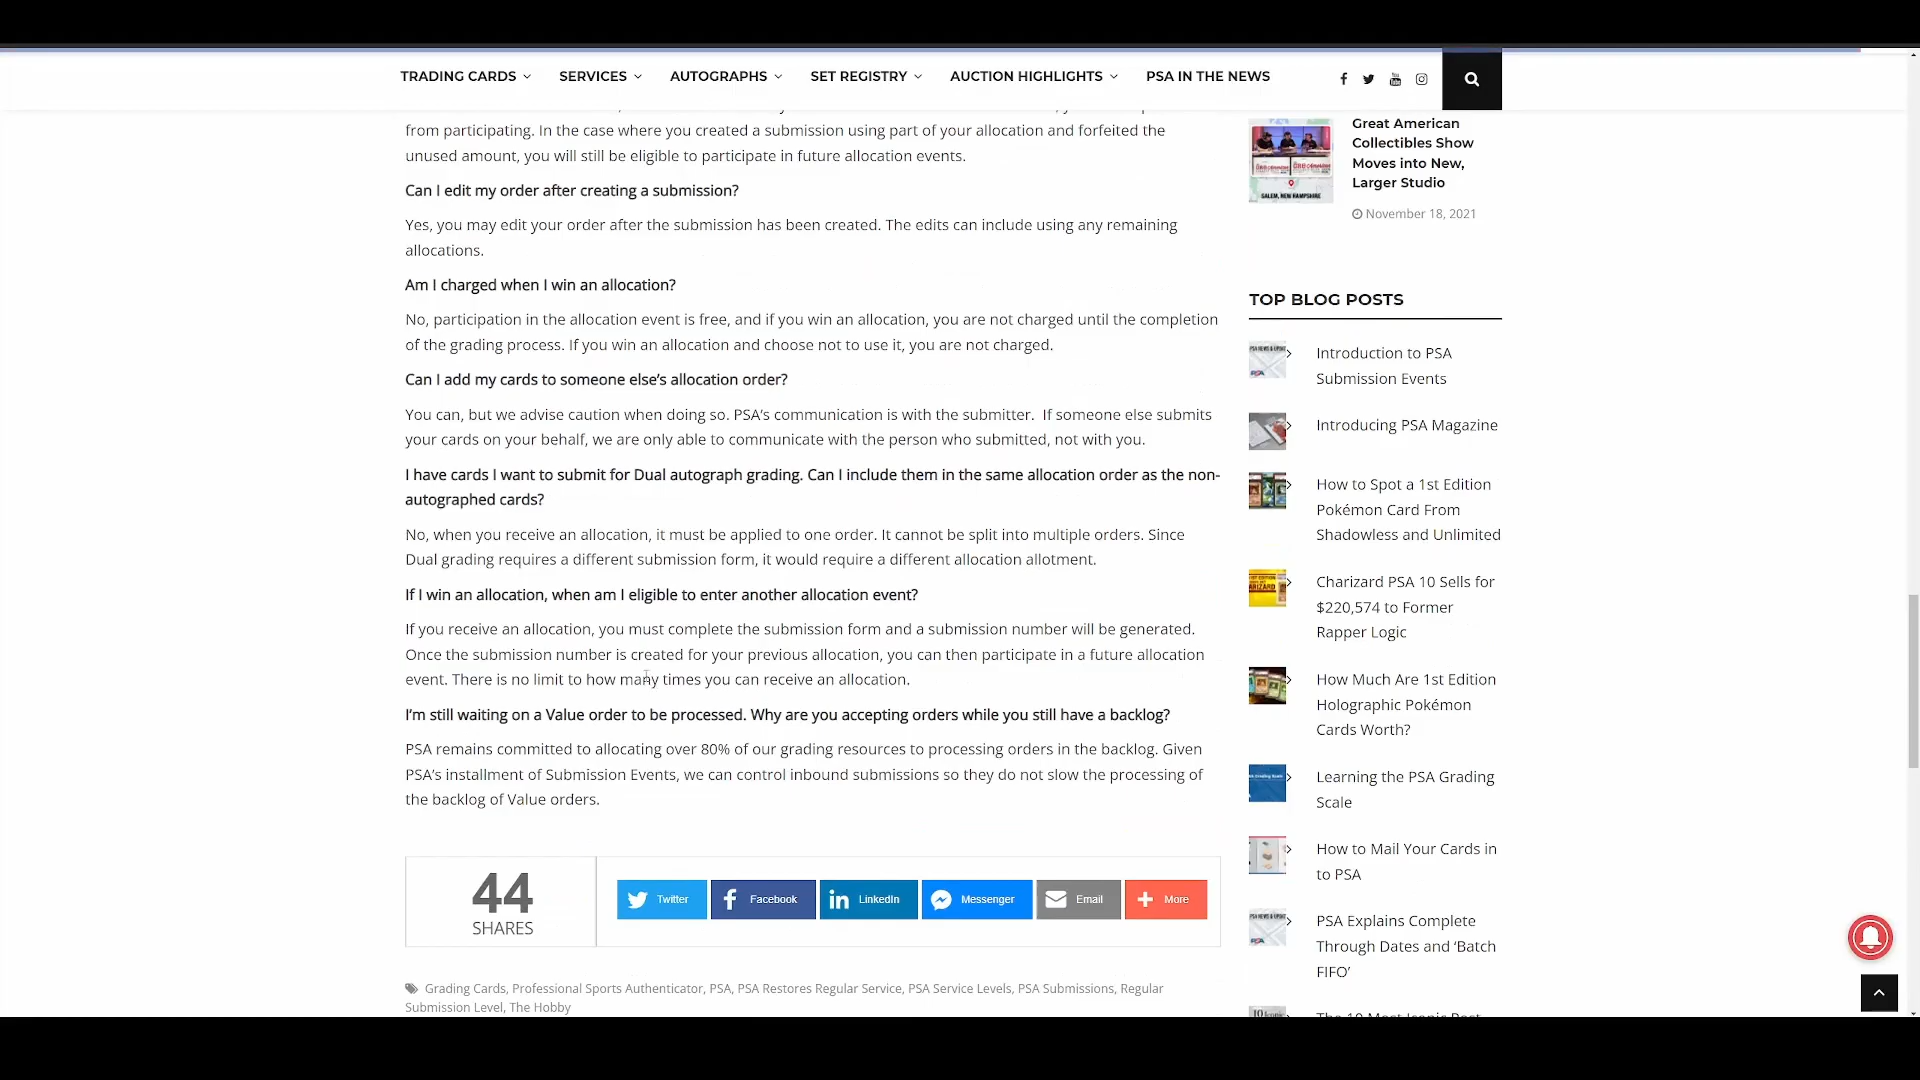 TRADING CARDS SERVICES AUTOGRAPHS SET REGISTRY AUCTION HIGHLIGHTS PSA IN THE NEWS
from participating. In the case where you created a submission using part of your allocation and forfeited the
unused amount, you will still be eligible to participate in future allocation events.
Can I edit my order after creating a submission?
Yes, you may edit your order after the submission has been created. The edits can include using any remaining
allocations.
Am I charged when I win an allocation?
No, participation in the allocation event is free, and if you win an allocation, you are not charged until the completion
of the grading process. If you win an allocation and choose not to use it, you are not charged.
Can I add my cards to someone else’s allocation order?
You can, but we advise caution when doing so. PSA’s communication is with the submitter. If someone else submits
your cards on your behalf, we are only able to communicate with the person who submitted, not with you.
I have cards I want to submit for Dual autograph grading. Can I include them in the same allocation order as the non-
autographed cards?
No, when you receive an allocation, it must be applied to one order. It cannot be split into multiple orders. Since
Dual grading requires a different submission form, it would require a different allocation allotment.
If I win an allocation, when am I eligible to enter another allocation event?
If you receive an allocation, you must complete the submission form and a submission number will be generated.
Once the submission number is created for your previous allocation, you can then participate in a future allocation
event. There is no limit to how many times you can receive an allocation.
I’m still waiting on a Value order to be processed. Why are you accepting orders while you still have a backlog?
PSA remains committed to allocating over 80% of our grading resources to processing orders in the backlog. Given
PSA’s installment of Submission Events, we can control inbound submissions so they do not slow the processing of
the backlog of Value orders.
44
SHARES
Twitter
Facebook
LinkedIn
Messenger
Email
More
Grading Cards, Professional Sports Authenticator, PSA, PSA Restores Regular Service, PSA Service Levels, PSA Submissions, Regular
Submission Level, The Hobby
SALEM, NEW HAMPSHIRE
Great American
Collectibles Show
Moves into New,
Larger Studio
November 18, 2021
TOP BLOG POSTS
Introduction to PSA
Submission Events
Introducing PSA Magazine
How to Spot a 1st Edition
Pokémon Card From
Shadowless and Unlimited
Charizard PSA 10 Sells for
$220,574 to Former
Rapper Logic
How Much Are 1st Edition
Holographic Pokémon
Cards Worth?
Learning the PSA Grading
Scale
How to Mail Your Cards in
to PSA
PSA Explains Complete
Through Dates and ‘Batch
FIFO’